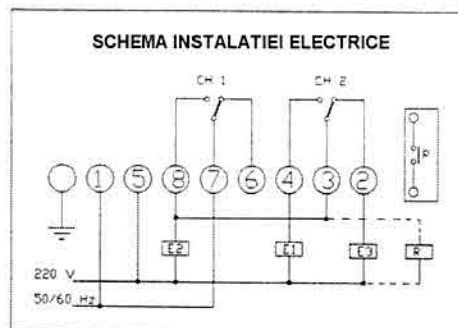 SCHEMA INSTALATIEI ELECTRICE
CH 1
CH 2
R
1 5 8 7 6 4 3 2
E2 E1 E3 R
220 V
50/60 Hz